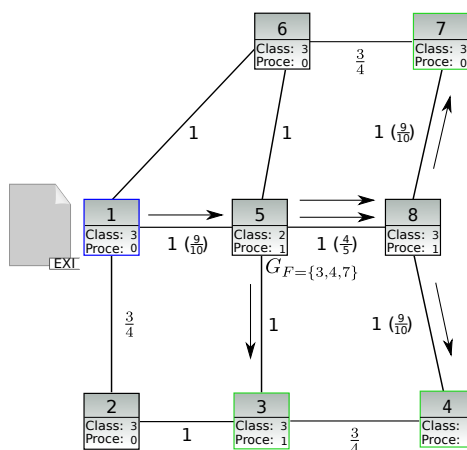 6
Class: 3
Proce: 0
3/4
7
Class: 3
Proce: 0
1
1
1 (9/10)
EXI
1
Class: 3
Proce: 0
1 (9/10)
5
Class: 2
Proce: 1
1 (4/5)
8
Class: 3
Proce: 1
G_{F={3,4,7}}
3/4
1
1 (9/10)
2
Class: 3
Proce: 0
1
3
Class: 3
Proce: 1
3/4
4
Class:
Proce: